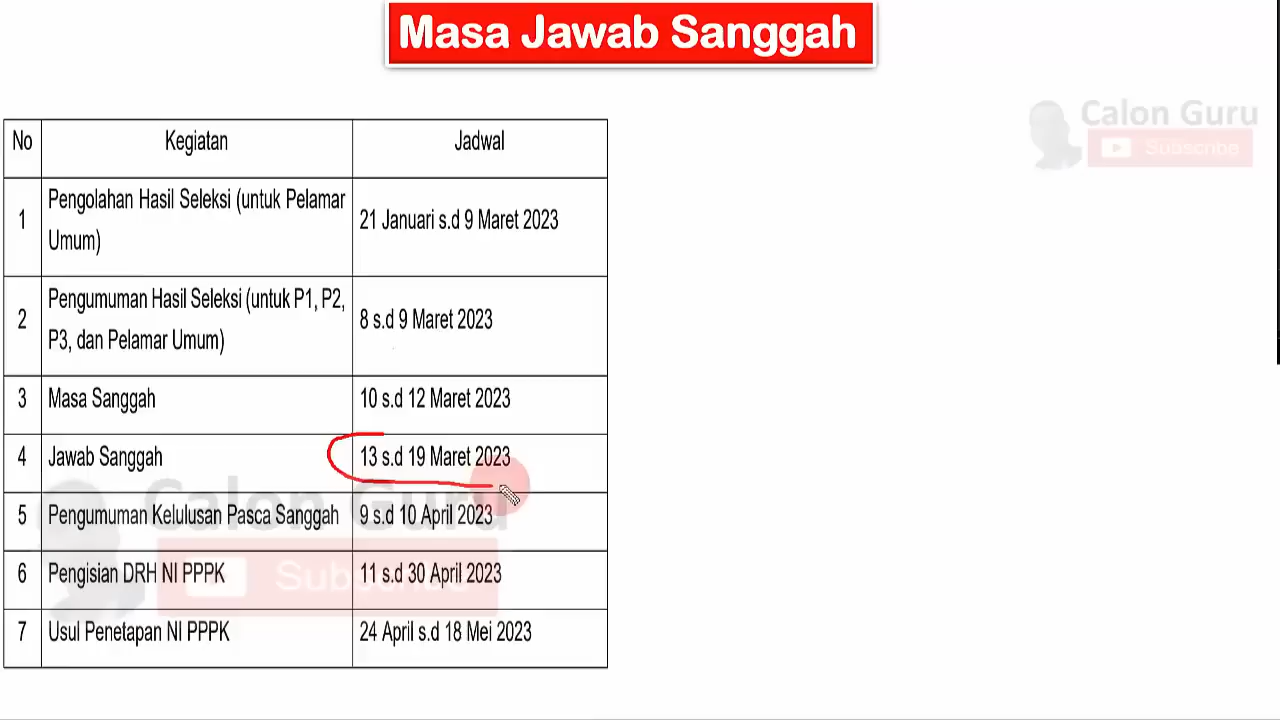 Masa Jawab Sanggah
Calon Guru
Subscribe
No Kegiatan Jadwal
1 Pengolahan Hasil Seleksi (untuk Pelamar Umum) 21 Januari s.d 9 Maret 2023
2 Pengumuman Hasil Seleksi (untuk P1, P2, P3, dan Pelamar Umum) 8 s.d 9 Maret 2023
3 Masa Sanggah 10 s.d 12 Maret 2023
4 Jawab Sanggah 13 s.d 19 Maret 2023
5 Pengumuman Kelulusan Pasca Sanggah 9 s.d 10 April 2023
6 Pengisian DRH NI PPPK 11 s.d 30 April 2023
7 Usul Penetapan NI PPPK 24 April s.d 18 Mei 2023
Calon Guru
Subscribe